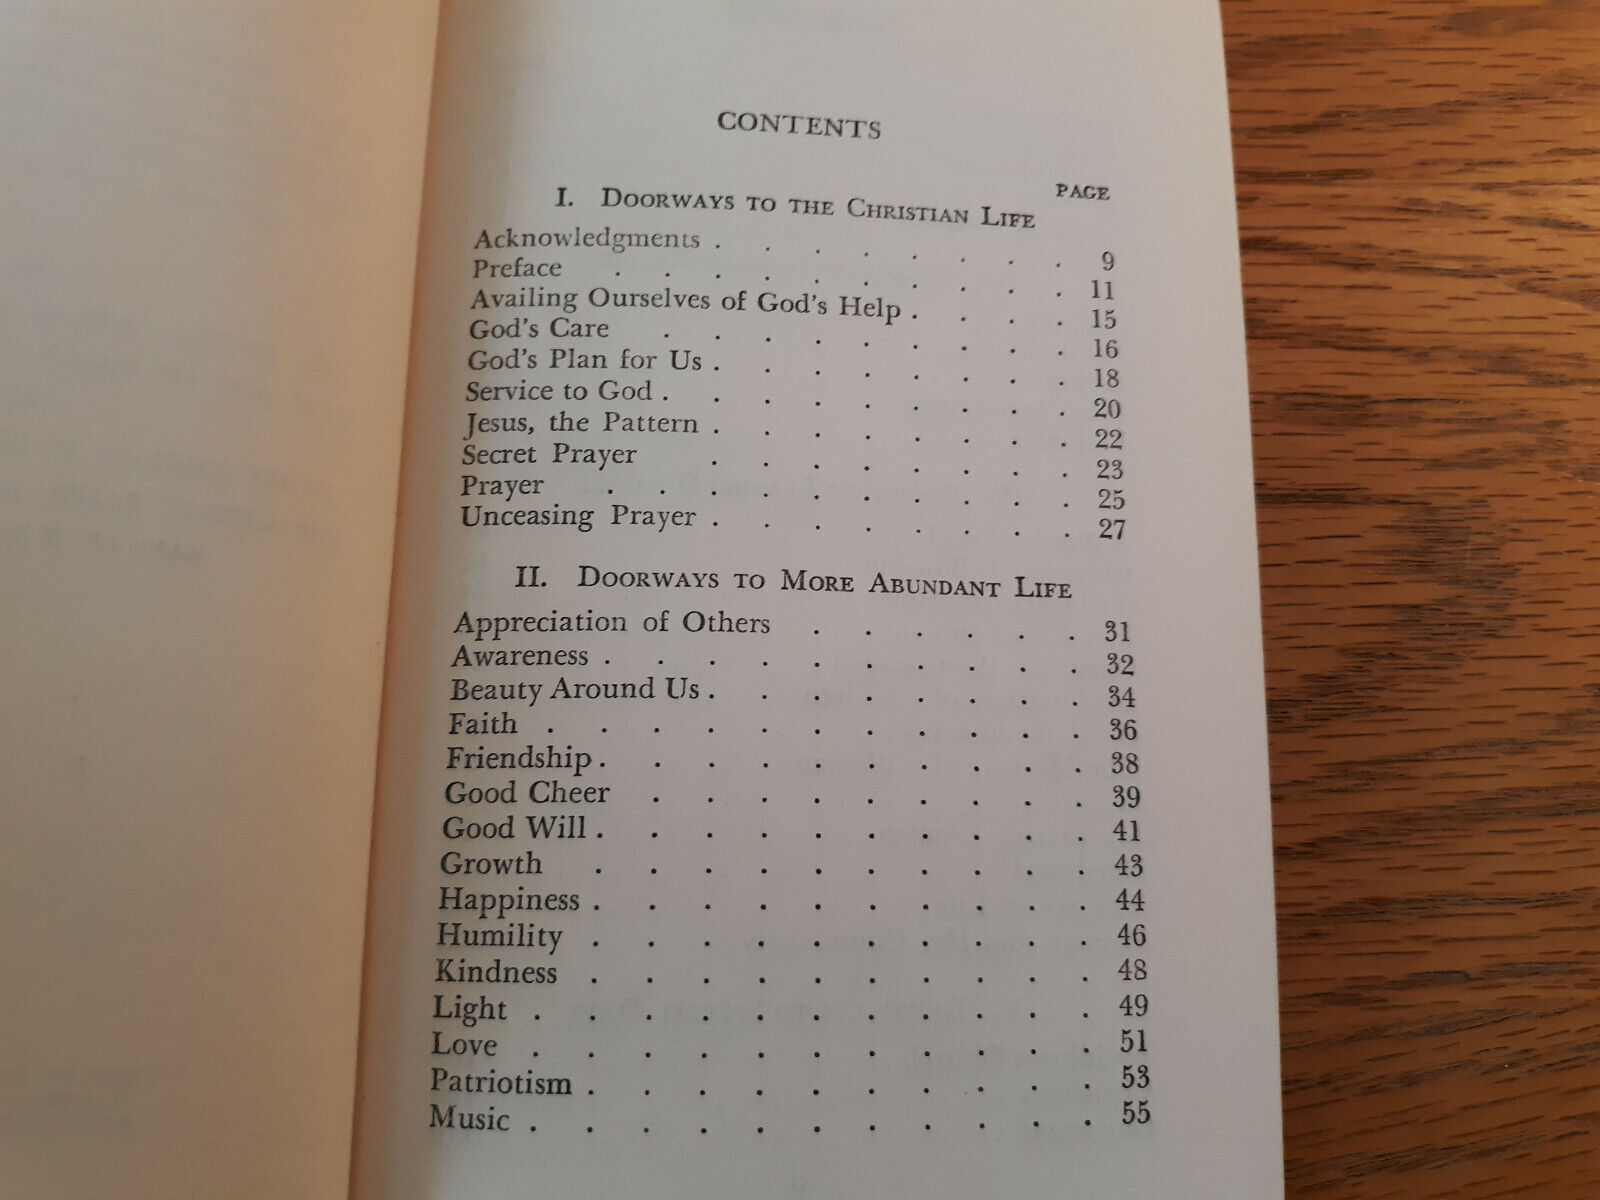 CONTENTS
PAGE
I. Doorways to the Christian Life
Acknowledgments . . . . . . . . 9
Preface . . . . . . . . . . 11
Availing Ourselves of God's Help . . . . 15
God's Care . . . . . . . . . 16
God's Plan for Us . . . . . . . . 18
Service to God . . . . . . . . . 20
Jesus, the Pattern . . . . . . . . 22
Secret Prayer . . . . . . . . 23
Prayer . . . . . . . . . . 25
Unceasing Prayer . . . . . . . . 27
II. Doorways to More Abundant Life
Appreciation of Others . . . . . . 31
Awareness . . . . . . . . . . 32
Beauty Around Us . . . . . . . . 34
Faith . . . . . . . . . . . 36
Friendship . . . . . . . . . . 38
Good Cheer . . . . . . . . . 39
Good Will . . . . . . . . . . 41
Growth . . . . . . . . . . 43
Happiness . . . . . . . . . . 44
Humility . . . . . . . . . . 46
Kindness . . . . . . . . . . 48
Light . . . . . . . . . . . 49
Love . . . . . . . . . . . 51
Patriotism . . . . . . . . . . 53
Music . . . . . . . . . . . 55